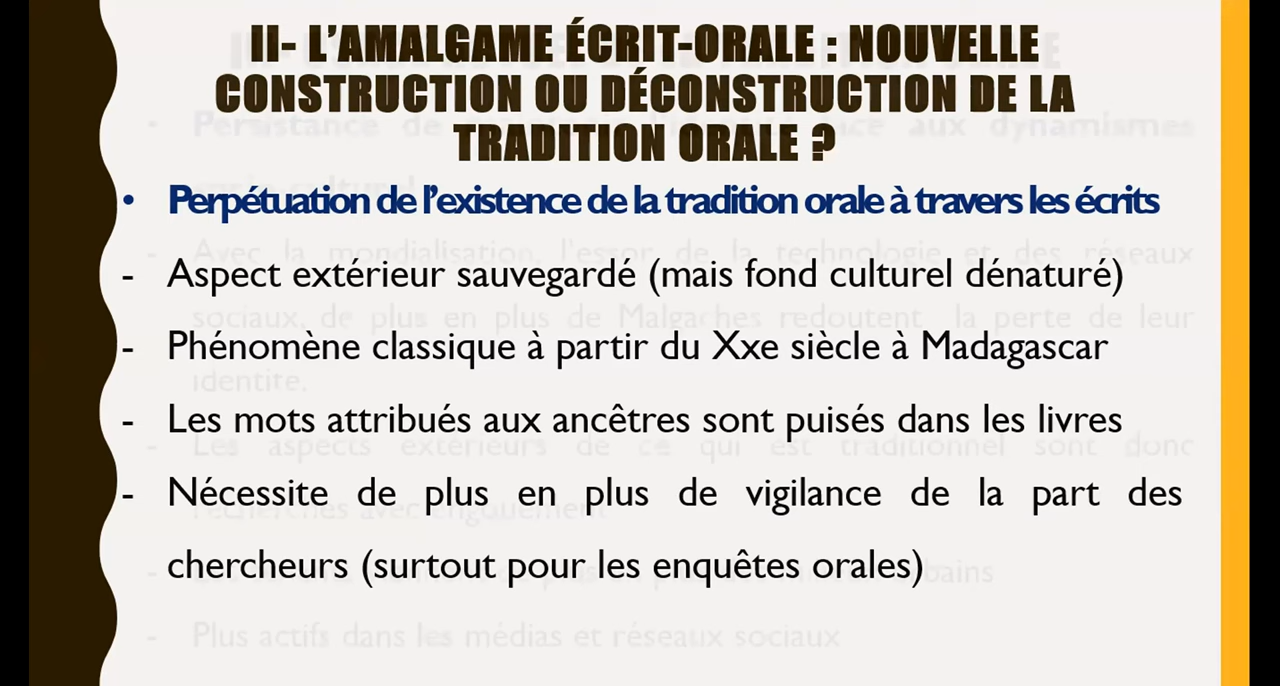 II- L’AMALGAME ÉCRIT-ORALE : NOUVELLE
CONSTRUCTION OU DÉCONSTRUCTION DE LA
TRADITION ORALE ?
• Perpétuation de l’existence de la tradition orale à travers les écrits
- Aspect extérieur sauvegardé (mais fond culturel dénaturé)
- Phénomène classique à partir du Xxe siècle à Madagascar
- Les mots attribués aux ancêtres sont puisés dans les livres
- Nécessite de plus en plus de vigilance de la part des
chercheurs (surtout pour les enquêtes orales)
- Persistance de face aux dynamismes
- Avec la mondialisation, l’essor de la technologie et des réseaux
sociaux, de plus en plus de Malgaches redoutent la perte de leur
identité.
- Les aspects extérieurs de ce qui est traditionnel sont donc
recherchés avec engouement
- Plus actifs dans les médias et réseaux sociaux